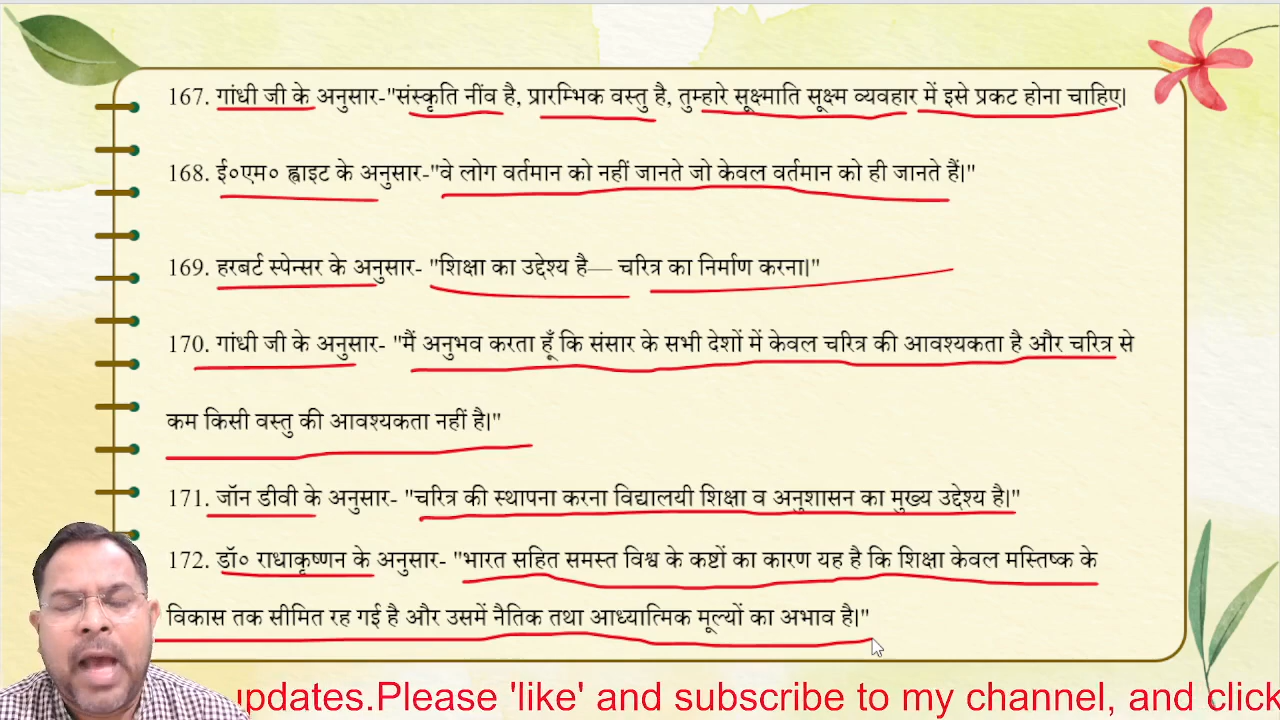 167. गांधी जी के अनुसार-"संस्कृति नींव है, प्रारम्भिक वस्तु है, तुम्हारे सूक्ष्माति सूक्ष्म व्यवहार में इसे प्रकट होना चाहिए।
168. ई०एम० ह्वाइट के अनुसार-"वे लोग वर्तमान को नहीं जानते जो केवल वर्तमान को ही जानते हैं।"
169. हरबर्ट स्पेन्सर के अनुसार- "शिक्षा का उद्देश्य है— चरित्र का निर्माण करना।"
170. गांधी जी के अनुसार- "मैं अनुभव करता हूँ कि संसार के सभी देशों में केवल चरित्र की आवश्यकता है और चरित्र से
कम किसी वस्तु की आवश्यकता नहीं है।"
171. जॉन डीवी के अनुसार- "चरित्र की स्थापना करना विद्यालयी शिक्षा व अनुशासन का मुख्य उद्देश्य है।"
172. डॉ० राधाकृष्णन के अनुसार- "भारत सहित समस्त विश्व के कष्टों का कारण यह है कि शिक्षा केवल मस्तिष्क के
विकास तक सीमित रह गई है और उसमें नैतिक तथा आध्यात्मिक मूल्यों का अभाव है।"
updates.Please 'like' and subscribe to my channel, and click